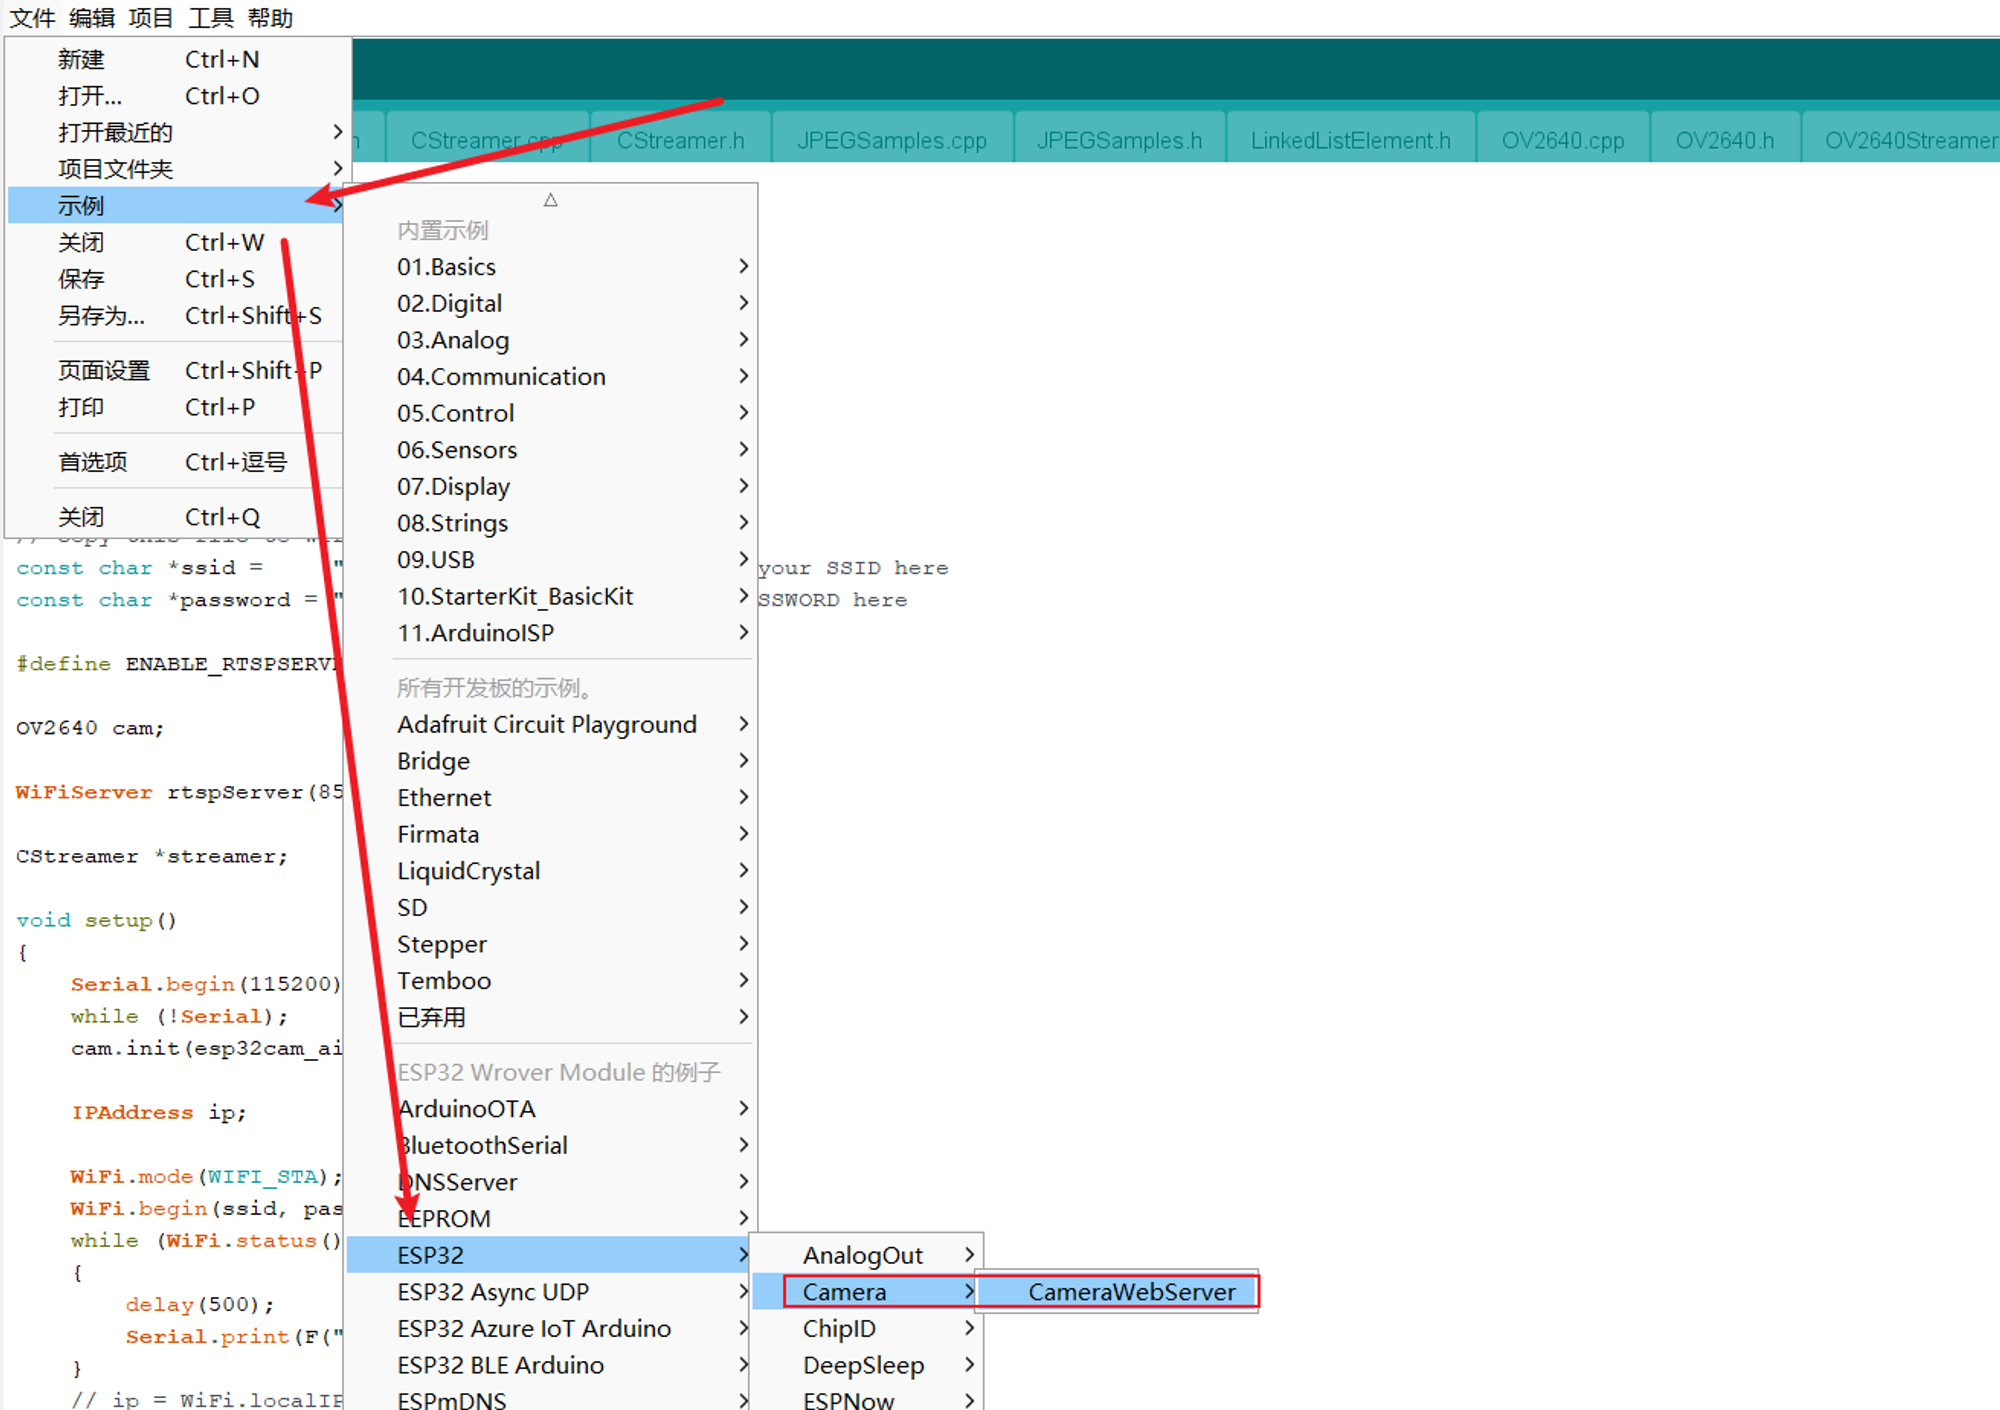 文件 编辑 项目 工具 帮助
新建 Ctrl+N
打开... Ctrl+O
打开最近的
项目文件夹
示例
关闭 Ctrl+W
保存 Ctrl+S
另存为... Ctrl+Shift+S
页面设置 Ctrl+Shift+P
打印 Ctrl+P
首选项 Ctrl+逗号
关闭 Ctrl+Q
CStreamer.cpp CStreamer.h JPEGSamples.cpp JPEGSamples.h LinkedListElement.h OV2640.cpp OV2640.h OV2640Streamer
内置示例
01.Basics
02.Digital
03.Analog
04.Communication
05.Control
06.Sensors
07.Display
08.Strings
09.USB
10.StarterKit_BasicKit
11.ArduinoISP
所有开发板的示例。
Adafruit Circuit Playground
Bridge
Ethernet
Firmata
LiquidCrystal
SD
Stepper
Temboo
已弃用
ESP32 Wrover Module 的例子
ArduinoOTA
BluetoothSerial
DNSServer
EEPROM
ESP32
ESP32 Async UDP
ESP32 Azure IoT Arduino
ESP32 BLE Arduino
ESPmDNS
AnalogOut
Camera
ChipID
DeepSleep
ESPNow
CameraWebServer
const char *ssid = " your SSID here
const char *password = " SSWORD here
#define ENABLE_RTSPSERV
OV2640 cam;
WiFiServer rtspServer(85
CStreamer *streamer;
void setup()
{
Serial.begin(115200)
while (!Serial);
cam.init(esp32cam_ai
IPAddress ip;
WiFi.mode(WIFI_STA);
WiFi.begin(ssid, pas
while (WiFi.status()
{
delay(500);
Serial.print(F("
}
// ip = WiFi.localIP